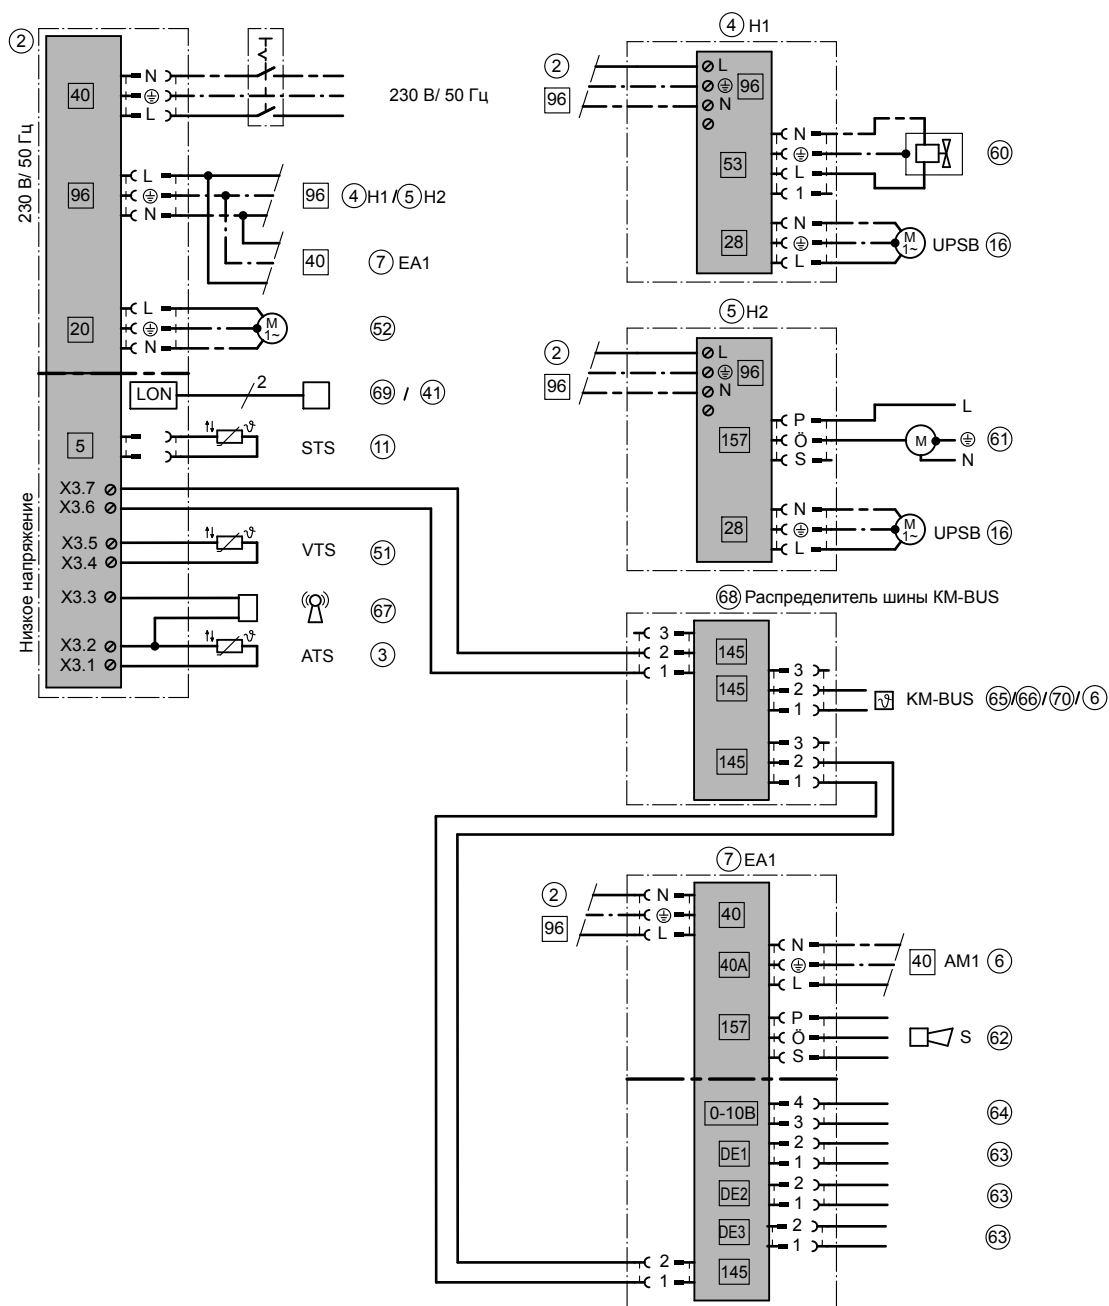 2
230 В/ 50 Гц
40
N
L
230 В/ 50 Гц
96
L
N
96 4 H1 / 5 H2
40 7 EA1
20
L
N
M
1~
52
LON
2
69 / 41
Низкое напряжение
5
STS 11
X3.7
X3.6
X3.5
X3.4
ϑ
VTS 51
X3.3
67
X3.2
X3.1
ϑ
ATS 3
4 H1
2
96
L
N
96
53
N
L
1
60
28
N
L
M
1~
UPSB 16
5 H2
2
96
L
N
96
157
P
Ö
S
M
L
N
61
28
N
L
M
1~
UPSB 16
68 Распределитель шины KM-BUS
3
2
1
145
145
3
2
1
ϑ KM-BUS 65/66/70/6
145
3
2
1
7 EA1
2
96
N
L
40
40A
N
L
40 AM1 6
157
P
Ö
S
S 62
0-10В
4
3
64
DE1
2
1
63
DE2
2
1
63
DE3
2
1
63
2
1
145